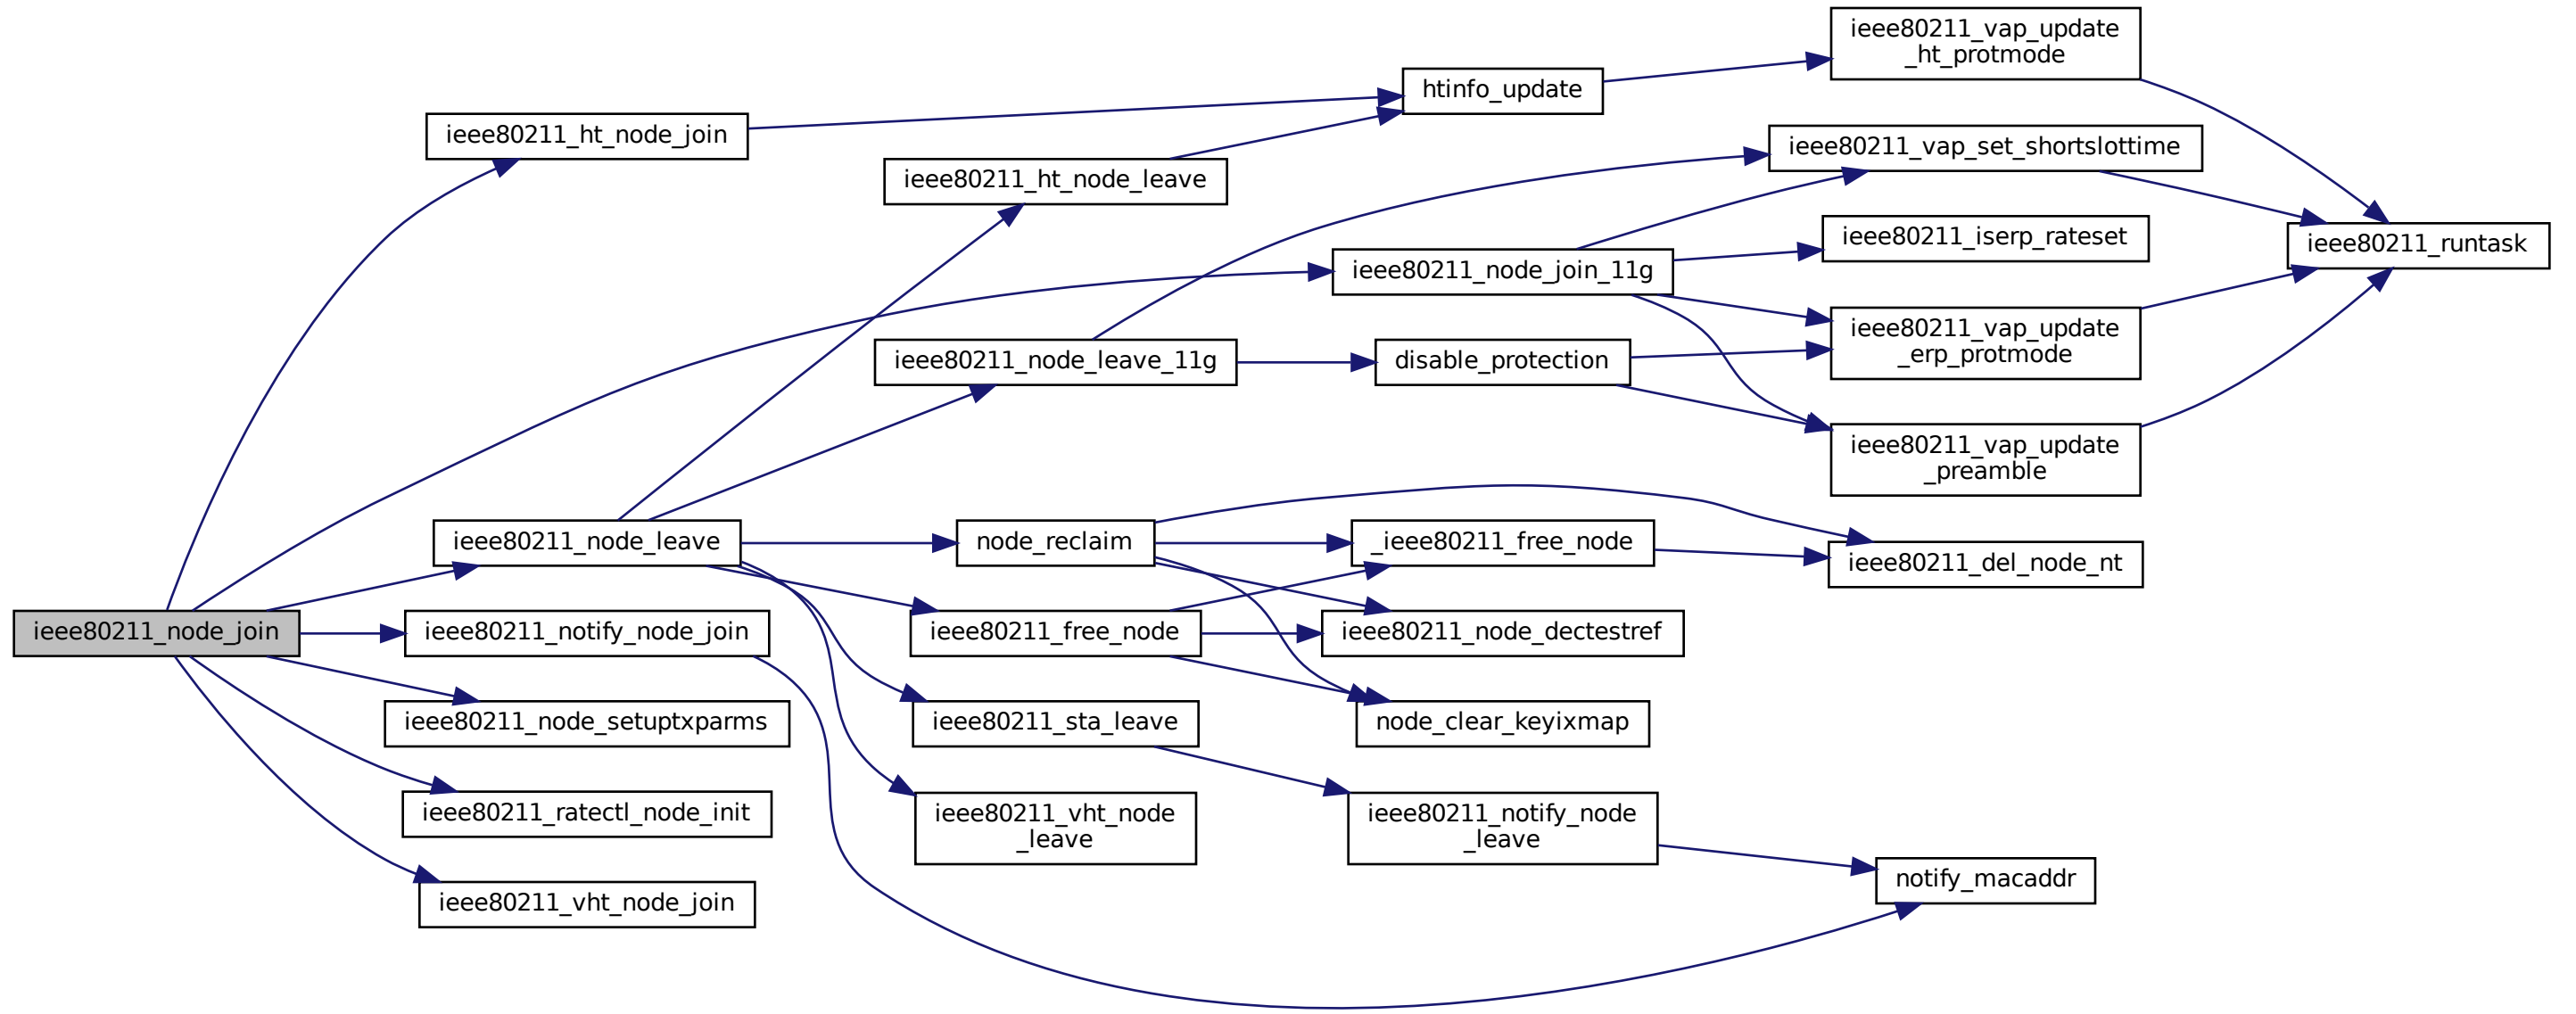 ieee80211_vap_update
_ht_protmode
htinfo_update
ieee80211_ht_node_join
ieee80211_vap_set_shortslottime
ieee80211_ht_node_leave
ieee80211_iserp_rateset
ieee80211_runtask
ieee80211_node_join_11g
ieee80211_vap_update
_erp_protmode
ieee80211_node_leave_11g
disable_protection
ieee80211_vap_update
_preamble
ieee80211_node_leave
node_reclaim
_ieee80211_free_node
ieee80211_del_node_nt
ieee80211_node_join
ieee80211_notify_node_join
ieee80211_free_node
ieee80211_node_dectestref
ieee80211_node_setuptxparms
ieee80211_sta_leave
node_clear_keyixmap
ieee80211_ratectl_node_init
ieee80211_vht_node
_leave
ieee80211_notify_node
_leave
notify_macaddr
ieee80211_vht_node_join